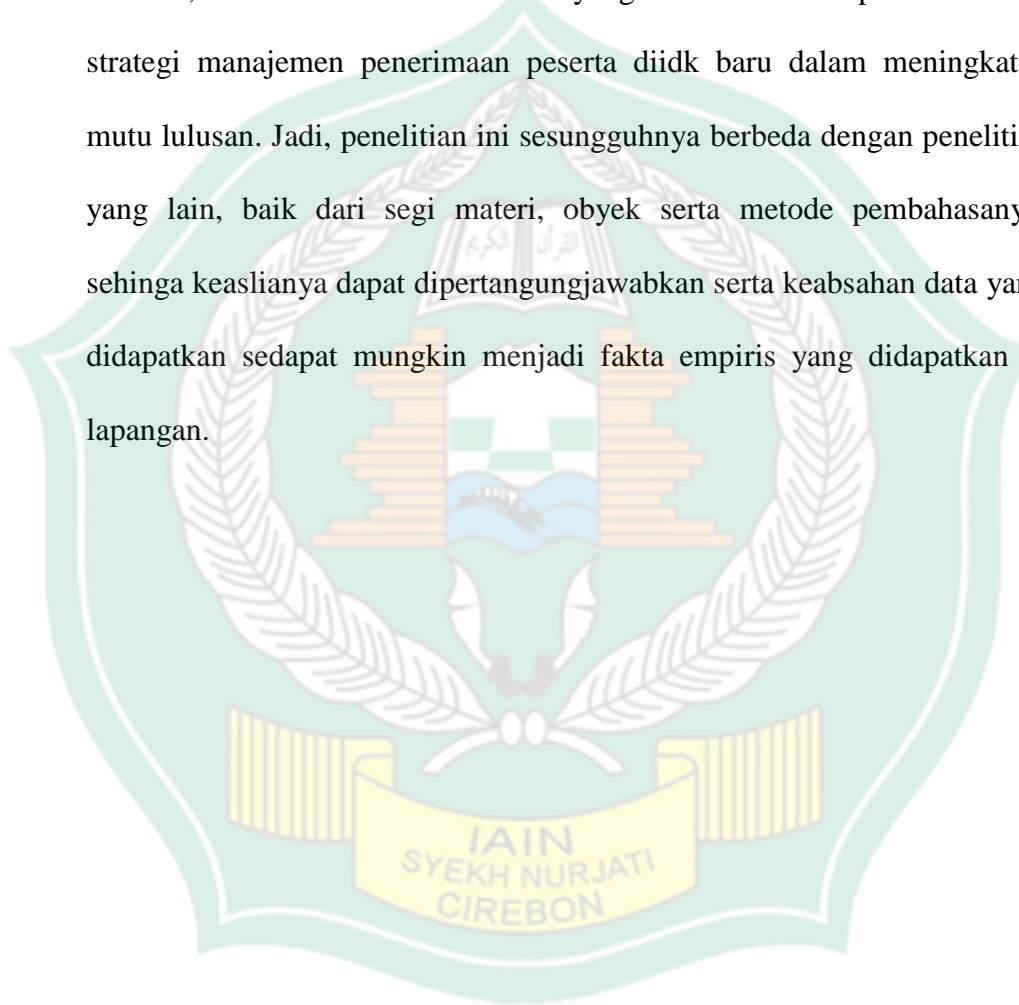 strategi manajemen penerimaan peserta diidk baru dalam meningkat
mutu lulusan. Jadi, penelitian ini sesungguhnya berbeda dengan peneliti
yang lain, baik dari segi materi, obyek serta metode pembahasany
sehinga keaslianya dapat dipertangungjawabkan serta keabsahan data yan
didapatkan sedapat mungkin menjadi fakta empiris yang didapatkan
lapangan.
القرآن الكريم
IAIN
SYEKH NURJATI
CIREBON